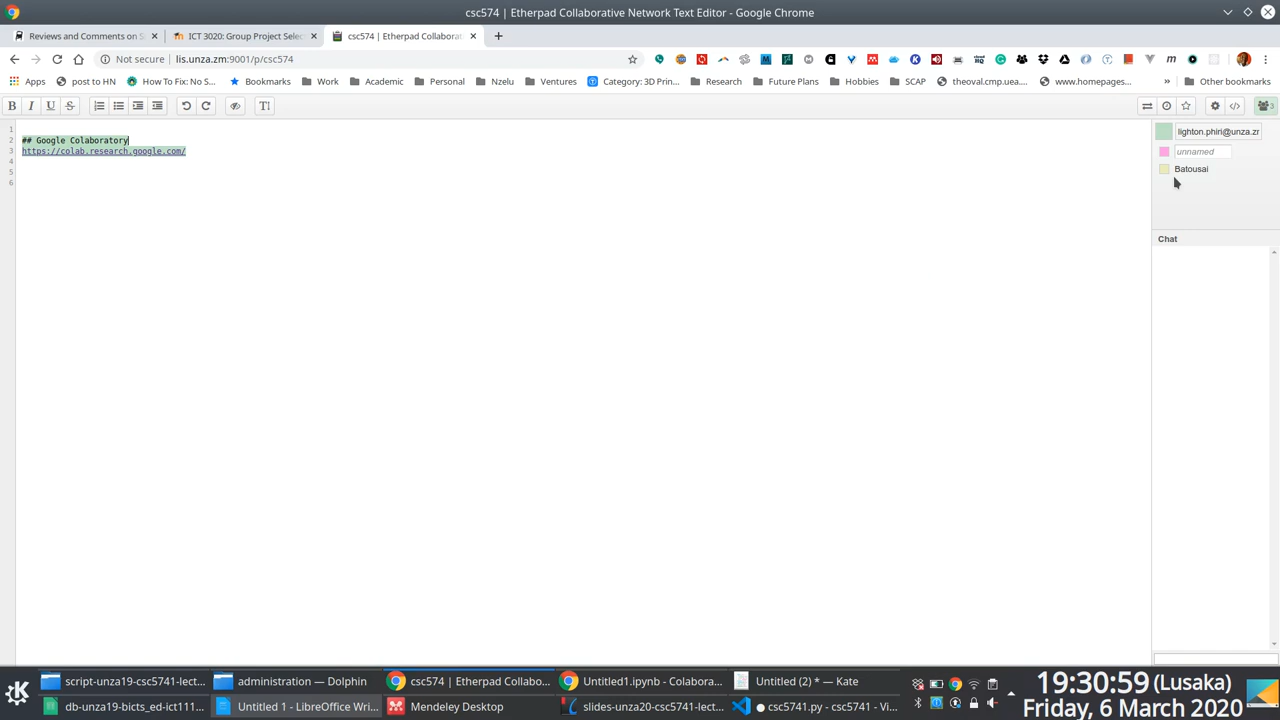 csc574 | Etherpad Collaborative Network Text Editor - Google Chrome
Reviews and Comments on S
ICT 3020: Group Project Selec
csc574 | Etherpad Collaborat
Not secure | lis.unza.zm:9001/p/csc574
Apps
post to HN
How To Fix: No S...
Bookmarks
Work
Academic
Personal
Nzelu
Ventures
Category: 3D Prin...
Research
Future Plans
Hobbies
SCAP
theoval.cmp.uea....
www.homepages...
»
Other bookmarks
B I U S
3
1
2 ## Google Colaboratory
3 https://colab.research.google.com/
4
5
6
lighton.phiri@unza.zr
unnamed
Batousai
Chat
script-unza19-csc5741-lect...
administration — Dolphin
csc574 | Etherpad Collabo...
Untitled1.ipynb - Colabora...
Untitled (2) * — Kate
db-unza19-bicts_ed-ict111...
Untitled 1 - LibreOffice Wri...
Mendeley Desktop
slides-unza20-csc5741-lect...
● csc5741.py - csc5741 - Vi...
19:30:59 (Lusaka)
Friday, 6 March 2020